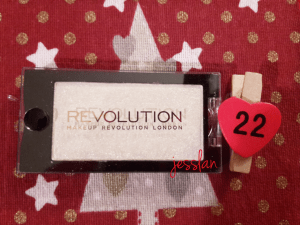 REVOLUTION
MAKEUP REVOLUTION LONDON
22
jesslan